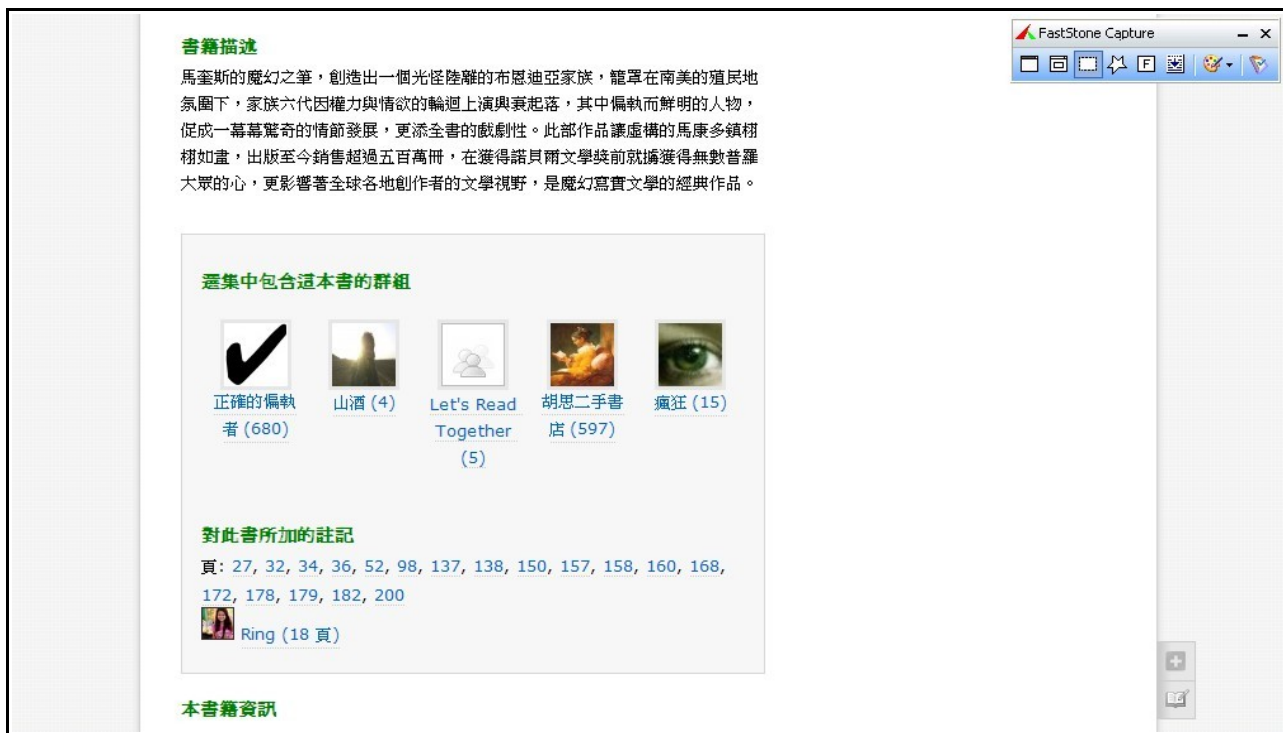 書籍描述
馬奎斯的魔幻之筆，創造出一個光怪陸離的布恩迪亞家族，籠罩在南美的殖民地
氛圍下，家族六代因權力與情欲的輪迴上演興衰起落，其中偏執而鮮明的人物，
促成一幕幕驚奇的情節發展，更添全書的戲劇性。此部作品讓虛構的馬康多鎮栩
栩如畫，出版至今銷售超過五百萬冊，在獲得諾貝爾文學獎前就擄獲得無數普羅
大眾的心，更影響著全球各地創作者的文學視野，是魔幻寫實文學的經典作品。
FastStone Capture
選集中包含這本書的群組
正確的偏執
者 (680)
山酒 (4)
Let's Read
Together
(5)
胡思二手書
店 (597)
瘋狂 (15)
對此書所加的註記
頁: 27, 32, 34, 36, 52, 98, 137, 138, 150, 157, 158, 160, 168,
172, 178, 179, 182, 200
Ring (18 頁)
本書籍資訊